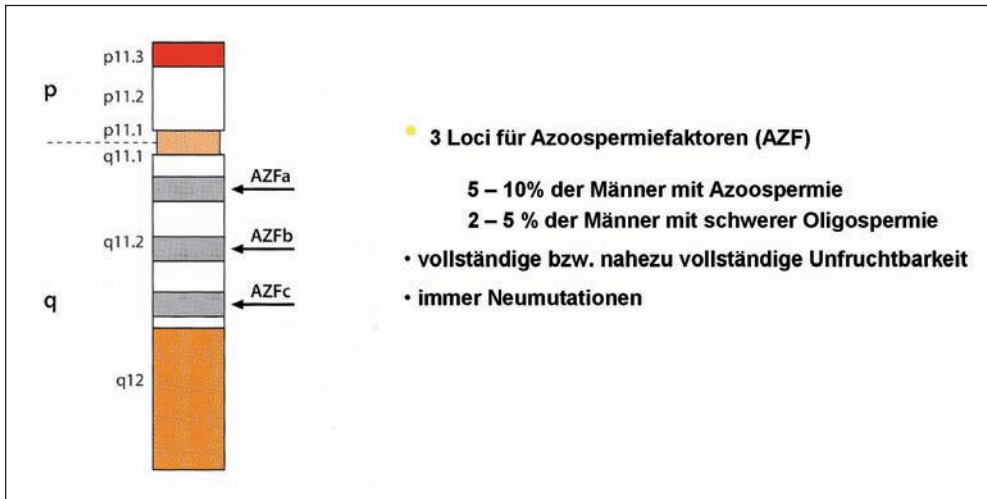 p11.3
p
p11.2
p11.1
q11.1
AZFa
AZFb
q11.2
AZFc
q
q12
• 3 Loci für Azoospermiefaktoren (AZF)
5 – 10% der Männer mit Azoospermie
2 – 5 % der Männer mit schwerer Oligospermie
• vollständige bzw. nahezu vollständige Unfruchtbarkeit
• immer Neumutationen